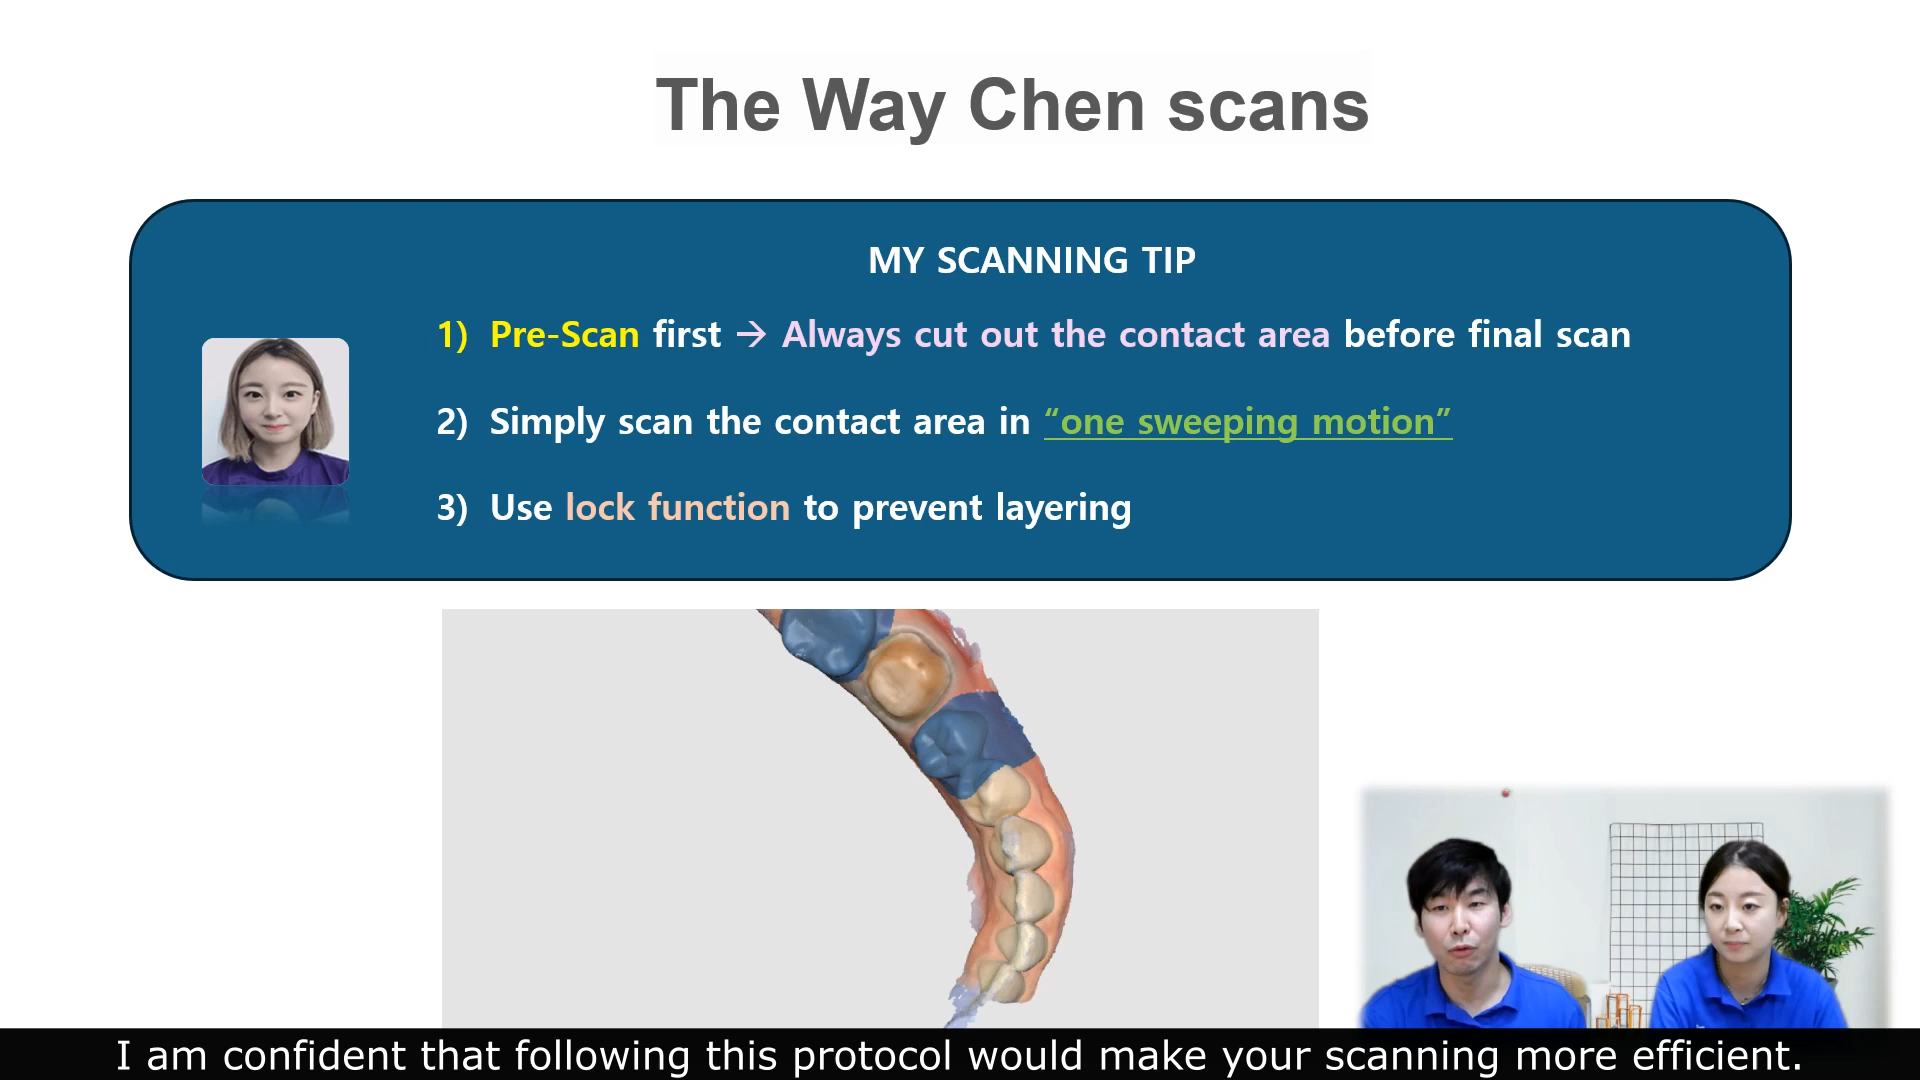 The Way Chen scans
MY SCANNING TIP
1) Pre-Scan first → Always cut out the contact area before final scan
2) Simply scan the contact area in “one sweeping motion”
3) Use lock function to prevent layering
I am confident that following this protocol would make your scanning more efficient.